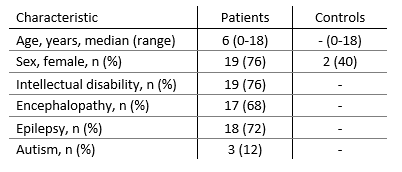 Characteristic Patients Controls
Age, years, median (range) 6 (0-18) - (0-18)
Sex, female, n (%) 19 (76) 2 (40)
Intellectual disability, n (%) 19 (76) -
Encephalopathy, n (%) 17 (68) -
Epilepsy, n (%) 18 (72) -
Autism, n (%) 3 (12) -